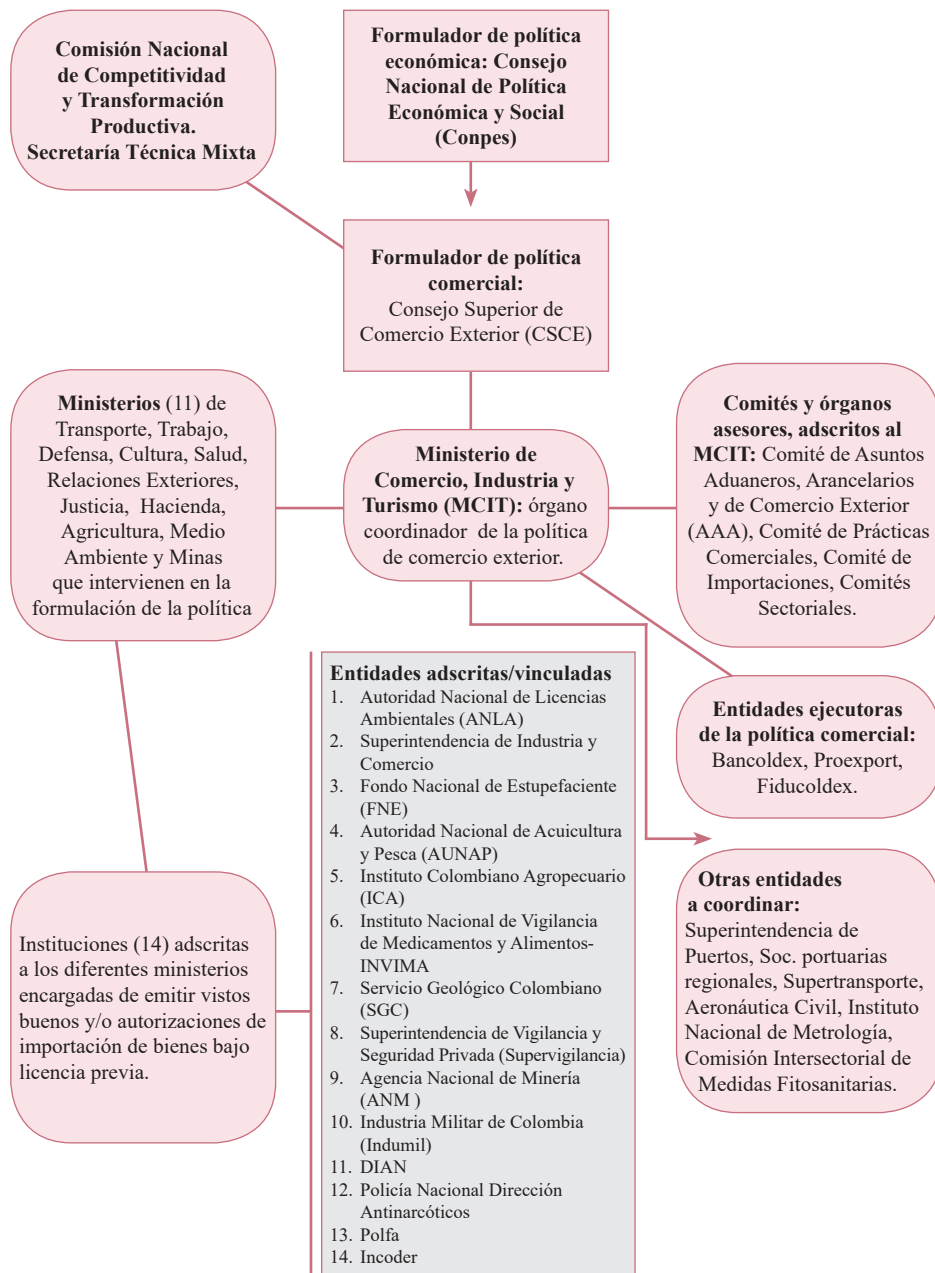 Comisión Nacional
de Competitividad
y Transformación
Productiva.
Secretaría Técnica Mixta
Formulador de política
económica: Consejo
Nacional de Política
Económica y Social
(Conpes)
Formulador de política
comercial:
Consejo Superior de
Comercio Exterior (CSCE)
Ministerios (11) de
Transporte, Trabajo,
Defensa, Cultura, Salud,
Relaciones Exteriores,
Justicia, Hacienda,
Agricultura, Medio
Ambiente y Minas
que intervienen en la
formulación de la política
Ministerio de
Comercio, Industria y
Turismo (MCIT): órgano
coordinador de la política
de comercio exterior.
Comités y órganos
asesores, adscritos al
MCIT: Comité de Asuntos
Aduaneros, Arancelarios
y de Comercio Exterior
(AAA), Comité de Prácticas
Comerciales, Comité de
Importaciones, Comités
Sectoriales.
Entidades ejecutoras
de la política comercial:
Bancoldex, Proexport,
Fiducoldex.
Otras entidades
a coordinar:
Superintendencia de
Puertos, Soc. portuarias
regionales, Supertransporte,
Aeronáutica Civil, Instituto
Nacional de Metrología,
Comisión Intersectorial de
Medidas Fitosanitarias.
Instituciones (14) adscritas
a los diferentes ministerios
encargadas de emitir vistos
buenos y/o autorizaciones de
importación de bienes bajo
licencia previa.
Entidades adscritas/vinculadas
1. Autoridad Nacional de Licencias
Ambientales (ANLA)
2. Superintendencia de Industria y
Comercio
3. Fondo Nacional de Estupefaciente
(FNE)
4. Autoridad Nacional de Acuicultura
y Pesca (AUNAP)
5. Instituto Colombiano Agropecuario
(ICA)
6. Instituto Nacional de Vigilancia
de Medicamentos y Alimentos-
INVIMA
7. Servicio Geológico Colombiano
(SGC)
8. Superintendencia de Vigilancia y
Seguridad Privada (Supervigilancia)
9. Agencia Nacional de Minería
(ANM )
10. Industria Militar de Colombia
(Indumil)
11. DIAN
12. Policía Nacional Dirección
Antinarcóticos
13. Polfa
14. Incoder